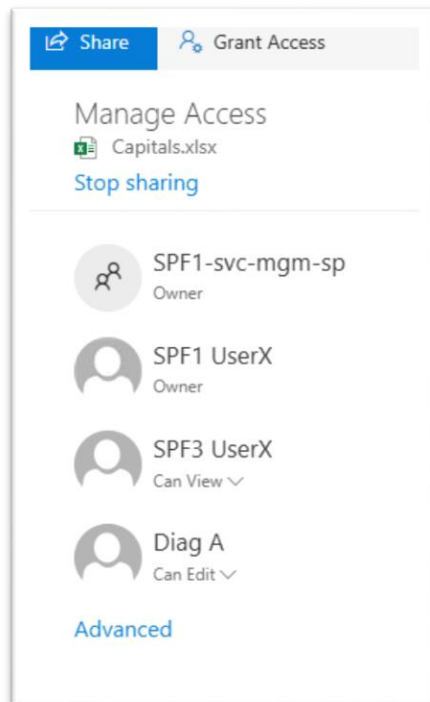 Share Grant Access
Manage Access
Capitals.xlsx
Stop sharing
SPF1-svc-mgm-sp
Owner
SPF1 UserX
Owner
SPF3 UserX
Can View
Diag A
Can Edit
Advanced